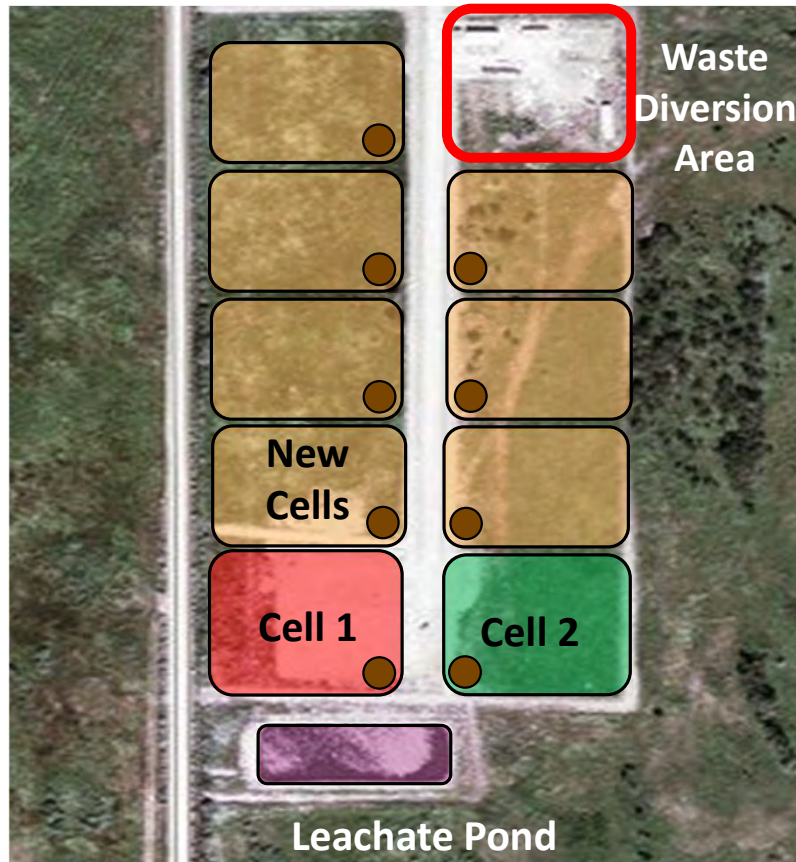 Waste
Diversion
Area
New
Cells
Cell 1
Cell 2
Leachate Pond